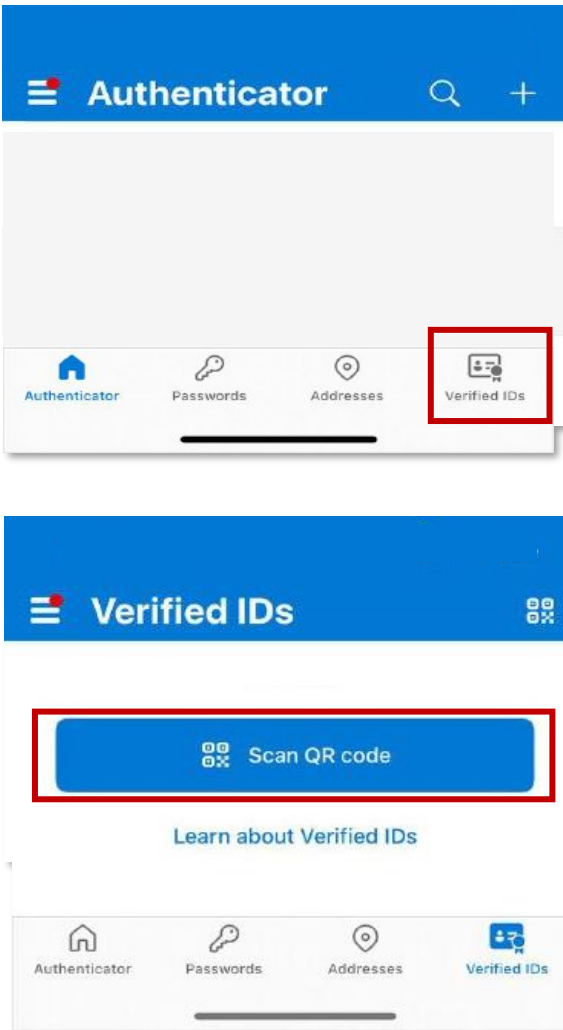 Authenticator
Authenticator Passwords Addresses Verified IDs
Verified IDs
Scan QR code
Learn about Verified IDs
Authenticator Passwords Addresses Verified IDs